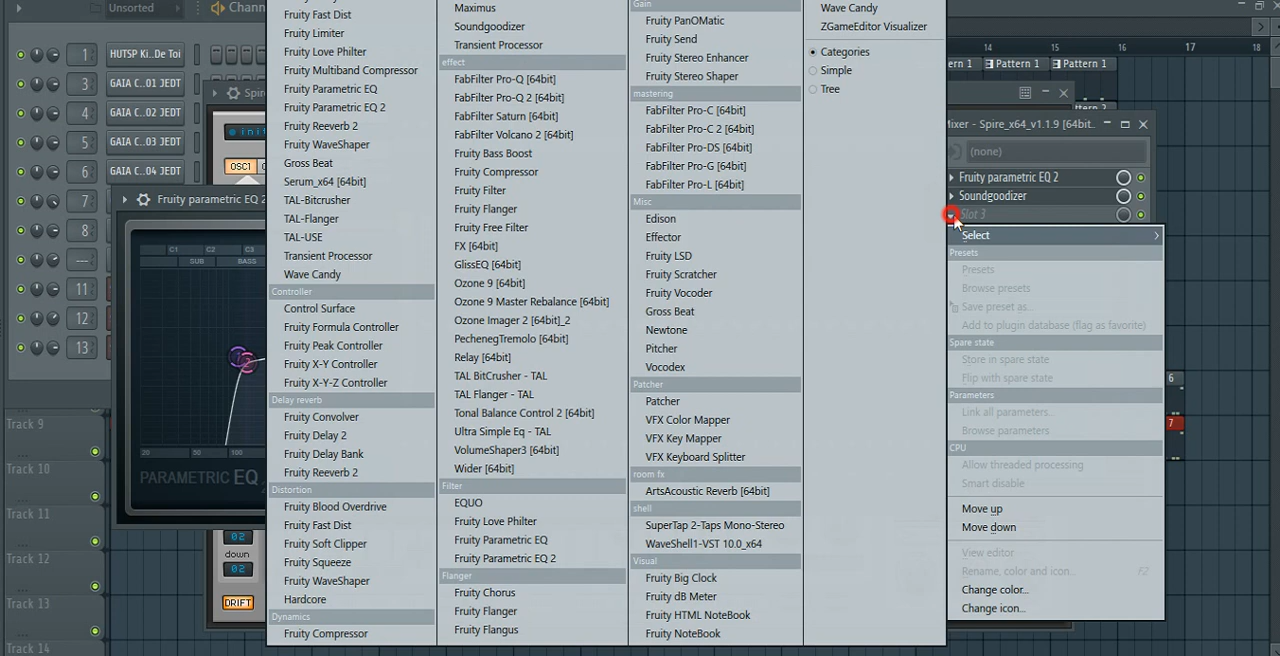 Unsorted
Chann
1
HUTSP Ki...De Toi
3
GAIA C...01 JEDT
4
GAIA C...02 JEDT
5
GAIA C...03 JEDT
6
GAIA C...04 JEDT
7
8
---
11
12
13
Track 9
Track 10
Track 11
Track 12
Track 13
Track 14
Spire
init
OSC1
Fruity parametric EQ 2
C1 C2 C3
SUB BASS
20 50 100
PARAMETRIC EQ
02
down
02
DRIFT
Fruity Fast Dist
Fruity Limiter
Fruity Love Philter
Fruity Multiband Compressor
Fruity Parametric EQ
Fruity Parametric EQ 2
Fruity Reeverb 2
Fruity WaveShaper
Gross Beat
Serum_x64 [64bit]
TAL-Bitcrusher
TAL-Flanger
TAL-USE
Transient Processor
Wave Candy
Controller
Control Surface
Fruity Formula Controller
Fruity Peak Controller
Fruity X-Y Controller
Fruity X-Y-Z Controller
Delay reverb
Fruity Convolver
Fruity Delay 2
Fruity Delay Bank
Fruity Reeverb 2
Distortion
Fruity Blood Overdrive
Fruity Fast Dist
Fruity Soft Clipper
Fruity Squeeze
Fruity WaveShaper
Hardcore
Dynamics
Fruity Compressor
Maximus
Soundgoodizer
Transient Processor
effect
FabFilter Pro-Q [64bit]
FabFilter Pro-Q 2 [64bit]
FabFilter Saturn [64bit]
FabFilter Volcano 2 [64bit]
Fruity Bass Boost
Fruity Compressor
Fruity Filter
Fruity Flanger
Fruity Free Filter
FX [64bit]
GlissEQ [64bit]
Ozone 9 [64bit]
Ozone 9 Master Rebalance [64bit]
Ozone Imager 2 [64bit]_2
PechenegTremolo [64bit]
Relay [64bit]
TAL BitCrusher - TAL
TAL Flanger - TAL
Tonal Balance Control 2 [64bit]
Ultra Simple Eq - TAL
VolumeShaper3 [64bit]
Wider [64bit]
Filter
EQUO
Fruity Love Philter
Fruity Parametric EQ
Fruity Parametric EQ 2
Flanger
Fruity Chorus
Fruity Flanger
Fruity Flangus
Gain
Fruity PanOMatic
Fruity Send
Fruity Stereo Enhancer
Fruity Stereo Shaper
mastering
FabFilter Pro-C [64bit]
FabFilter Pro-C 2 [64bit]
FabFilter Pro-DS [64bit]
FabFilter Pro-G [64bit]
FabFilter Pro-L [64bit]
Misc
Edison
Effector
Fruity LSD
Fruity Scratcher
Fruity Vocoder
Gross Beat
Newtone
Pitcher
Vocodex
Patcher
Patcher
VFX Color Mapper
VFX Key Mapper
VFX Keyboard Splitter
room fx
ArtsAcoustic Reverb [64bit]
shell
SuperTap 2-Taps Mono-Stereo
WaveShell1-VST 10.0_x64
Visual
Fruity Big Clock
Fruity dB Meter
Fruity HTML NoteBook
Fruity NoteBook
Wave Candy
ZGameEditor Visualizer
Categories
Simple
Tree
14 15 16 17 18
ern 1 Pattern 1 Pattern 1
Mixer - Spire_x64_v1.1.9 [64bit..
(none)
Fruity parametric EQ 2
Soundgoodizer
Slot 3
Select
Presets
Presets
Browse presets
Save preset as...
Add to plugin database (flag as favorite)
Spare state
Store in spare state
Flip with spare state
Parameters
Link all parameters...
Browse parameters
CPU
Allow threaded processing
Smart disable
Move up
Move down
View editor
Rename, color and icon... F2
Change color...
Change icon...
6
7